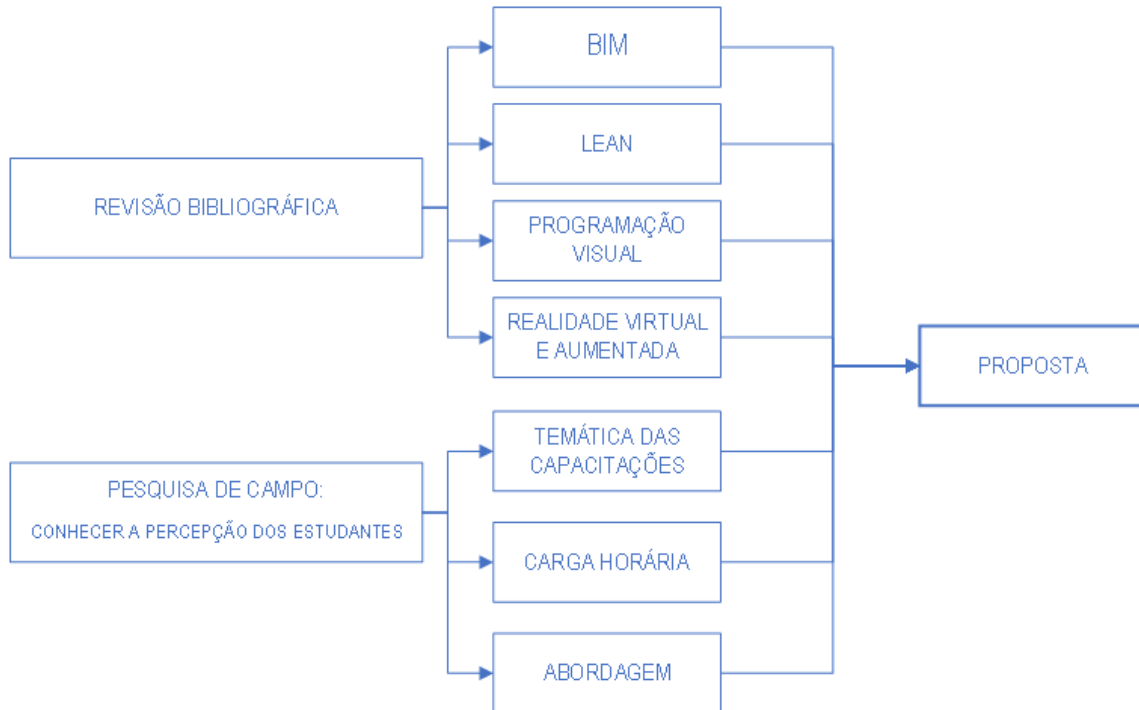 BIM
LEAN
REVISÃO BIBLIOGRÁFICA
PROGRAMAÇÃO
VISUAL
REALIDADE VIRTUAL
E AUMENTADA
PROPOSTA
TEMÁTICA DAS
CAPACITAÇÕES
PESQUISA DE CAMPO:
CONHECER A PERCEPÇÃO DOS ESTUDANTES
CARGA HORÁRIA
ABORDAGEM